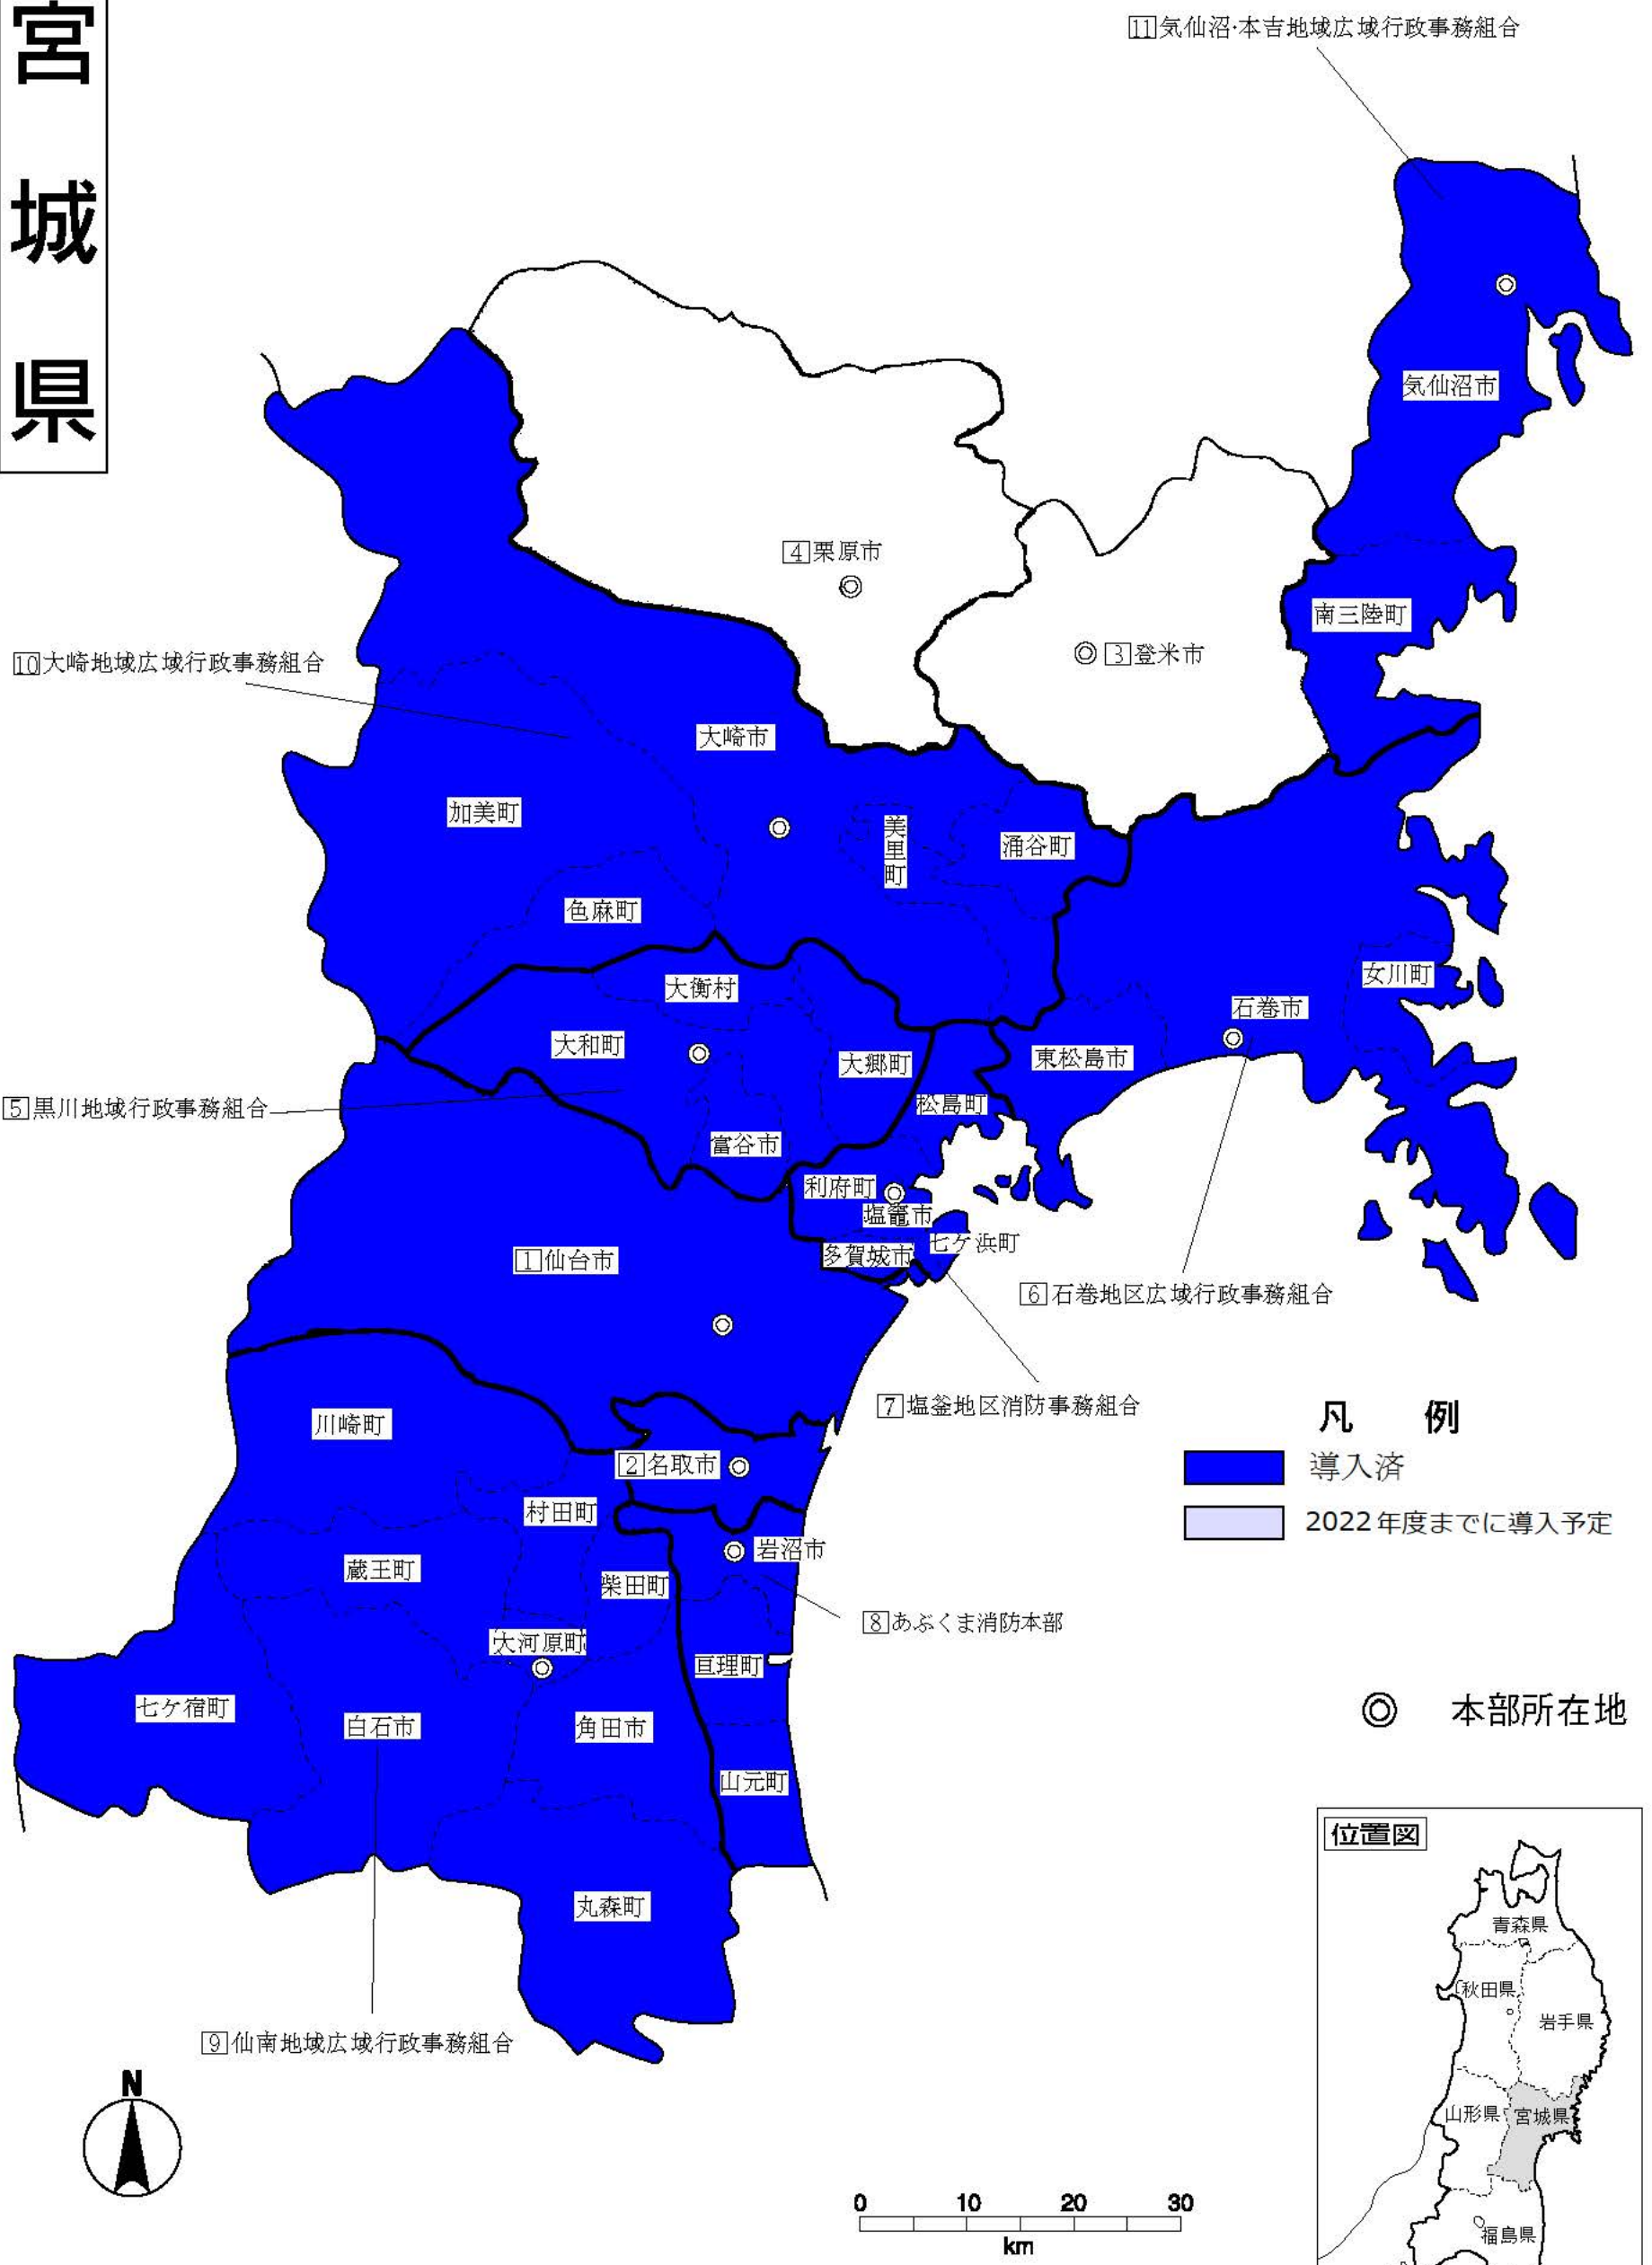 宮城県
11気仙沼・本吉地域広域行政事務組合
気仙沼市
4栗原市
南三陸町
3登米市
10大崎地域広域行政事務組合
大崎市
加美町
美里町
涌谷町
色麻町
女川町
大衡村
石巻市
大和町
大郷町
東松島市
5黒川地域行政事務組合
松島町
富谷市
利府町
塩竈市
七ケ浜町
多賀城市
1仙台市
6石巻地区広域行政事務組合
7塩釜地区消防事務組合
川崎町
凡 例
2名取市
導入済
村田町
2022年度までに導入予定
岩沼市
蔵王町
柴田町
8あぶくま消防本部
大河原町
亘理町
七ケ宿町
白石市
角田市
本部所在地
山元町
位置図
丸森町
青森県
秋田県
岩手県
9仙南地域広域行政事務組合
N
山形県
宮城県
0 10 20 30
km
福島県